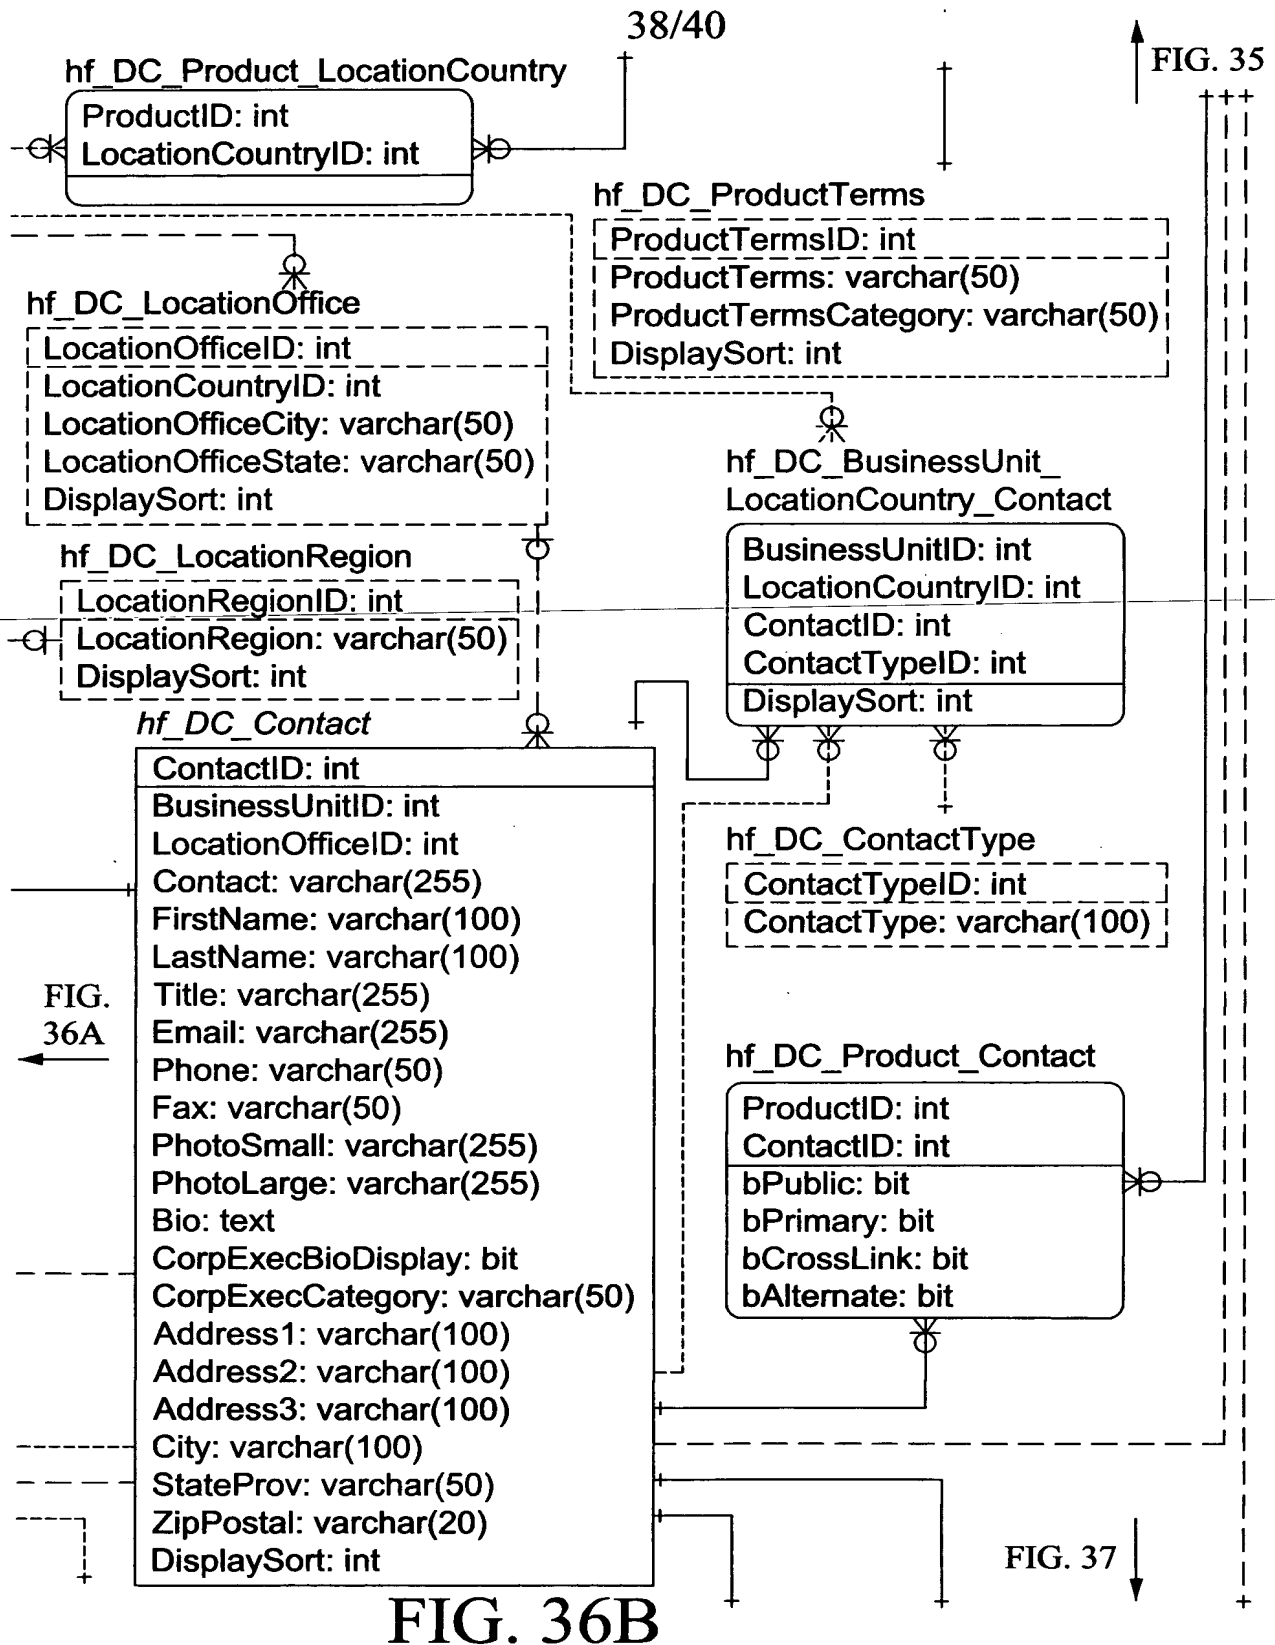 38/40
FIG. 35
hf_DC_Product_LocationCountry
ProductID: int
LocationCountryID: int
hf_DC_ProductTerms
ProductTermsID: int
ProductTerms: varchar(50)
ProductTermsCategory: varchar(50)
DisplaySort: int
hf_DC_LocationOffice
LocationOfficeID: int
LocationCountryID: int
LocationOfficeCity: varchar(50)
LocationOfficeState: varchar(50)
DisplaySort: int
hf_DC_BusinessUnit_
LocationCountry_Contact
BusinessUnitID: int
LocationCountryID: int
ContactID: int
ContactTypeID: int
DisplaySort: int
hf_DC_LocationRegion
LocationRegionID: int
LocationRegion: varchar(50)
DisplaySort: int
hf_DC_Contact
ContactID: int
BusinessUnitID: int
LocationOfficeID: int
Contact: varchar(255)
FirstName: varchar(100)
LastName: varchar(100)
Title: varchar(255)
Email: varchar(255)
Phone: varchar(50)
Fax: varchar(50)
PhotoSmall: varchar(255)
PhotoLarge: varchar(255)
Bio: text
CorpExecBioDisplay: bit
CorpExecCategory: varchar(50)
Address1: varchar(100)
Address2: varchar(100)
Address3: varchar(100)
City: varchar(100)
StateProv: varchar(50)
ZipPostal: varchar(20)
DisplaySort: int
hf_DC_ContactType
ContactTypeID: int
ContactType: varchar(100)
FIG.
36A
hf_DC_Product_Contact
ProductID: int
ContactID: int
bPublic: bit
bPrimary: bit
bCrossLink: bit
bAlternate: bit
FIG. 37
FIG. 36B